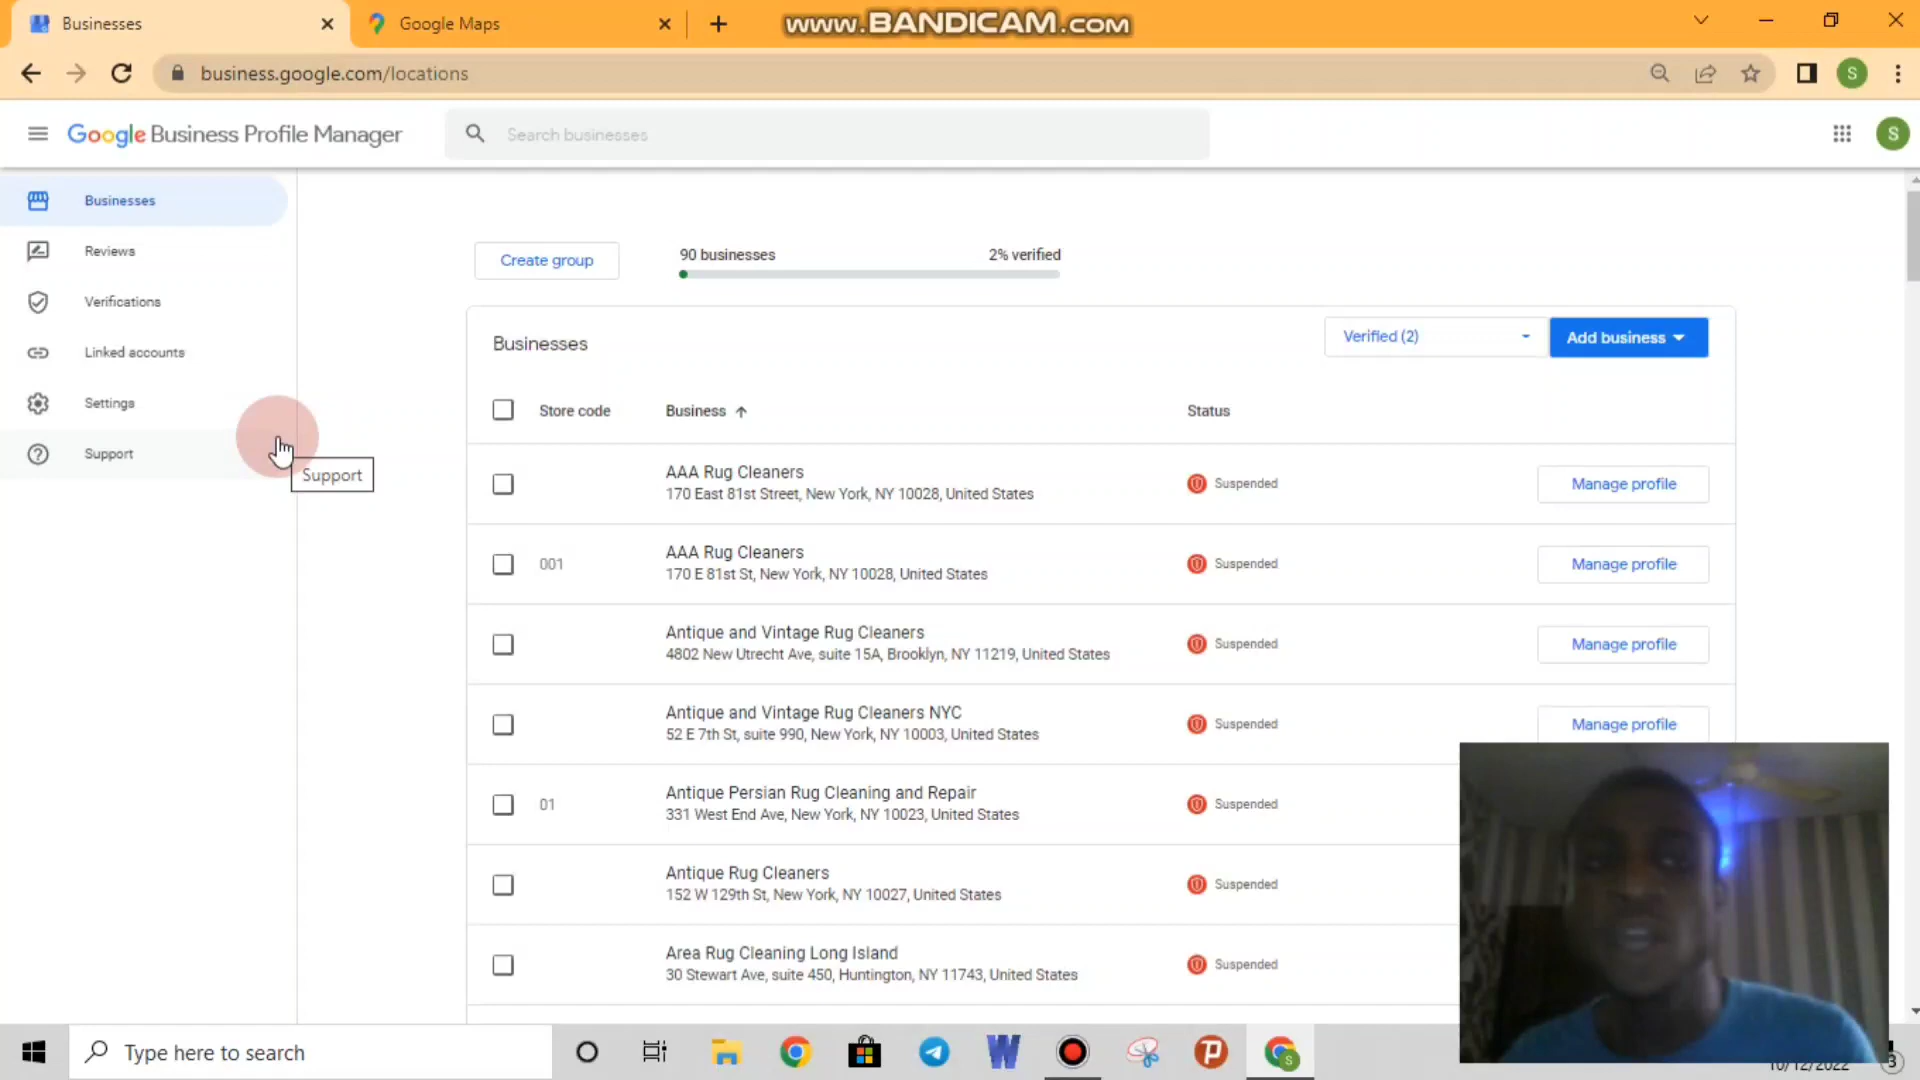 Businesses
Google Maps
www.BANDICAM.com
business.google.com/locations
S
Google Business Profile Manager
Search businesses
S
Businesses
Reviews
Verifications
Linked accounts
Settings
Support
Support
Create group
90 businesses
2% verified
Businesses
Verified (2)
Add business
Store code
Business
Status
AAA Rug Cleaners
170 East 81st Street, New York, NY 10028, United States
Suspended
Manage profile
001
AAA Rug Cleaners
170 E 81st St, New York, NY 10028, United States
Suspended
Manage profile
Antique and Vintage Rug Cleaners
4802 New Utrecht Ave, suite 15A, Brooklyn, NY 11219, United States
Suspended
Manage profile
Antique and Vintage Rug Cleaners NYC
52 E 7th St, suite 990, New York, NY 10003, United States
Suspended
Manage profile
01
Antique Persian Rug Cleaning and Repair
331 West End Ave, New York, NY 10023, United States
Suspended
Antique Rug Cleaners
152 W 129th St, New York, NY 10027, United States
Suspended
Area Rug Cleaning Long Island
30 Stewart Ave, suite 450, Huntington, NY 11743, United States
Suspended
Type here to search
W
S
10/12/2022
3